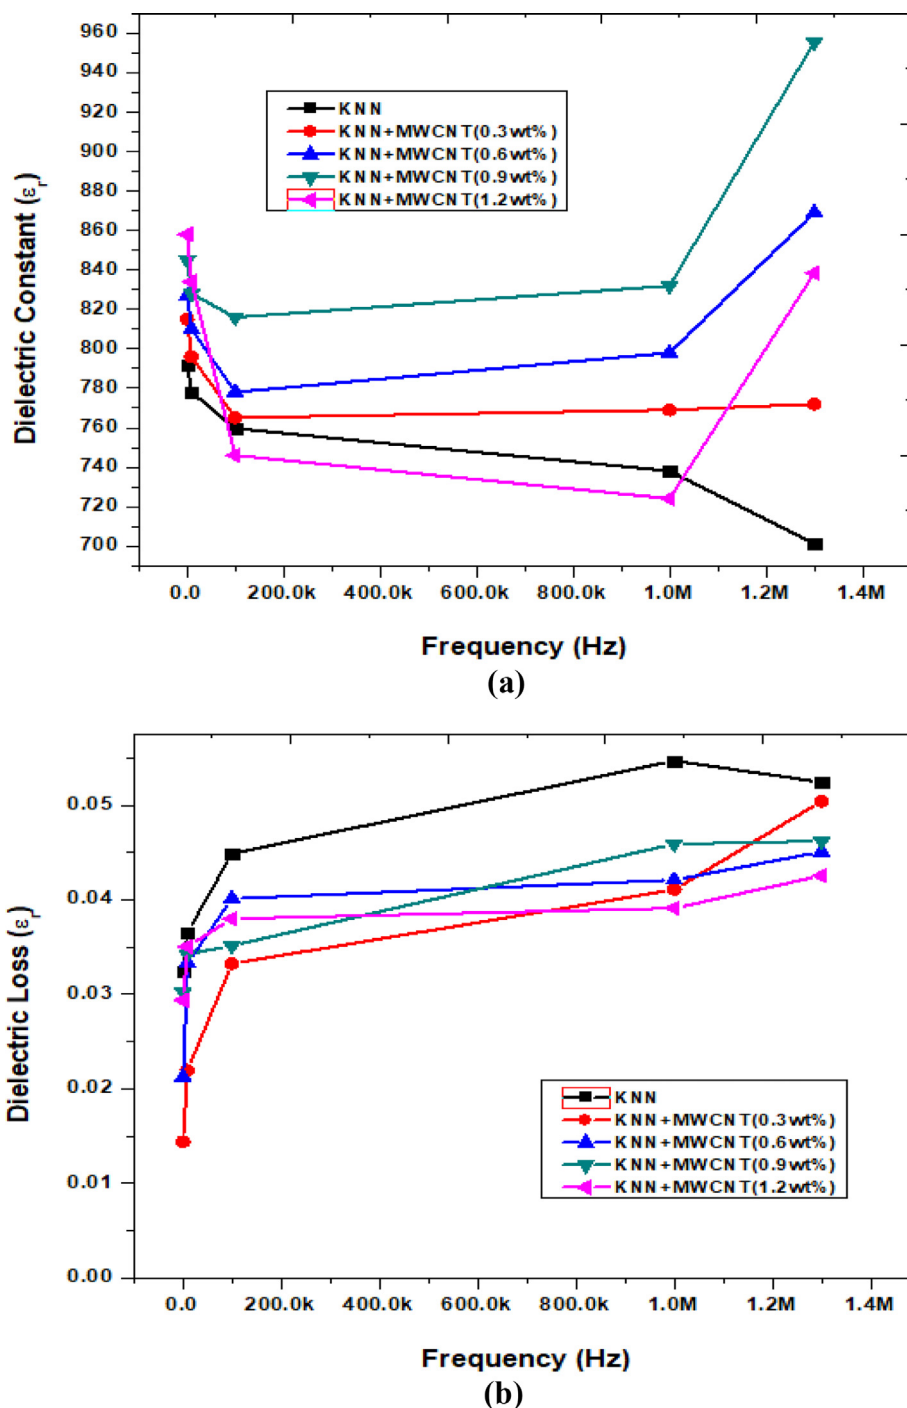 960
940
920
900
880
860
840
820
800
780
760
740
720
700
Dielectric Constant (εr)
KNN
KNN+MWCNT(0.3wt%)
KNN+MWCNT(0.6wt%)
KNN+MWCNT(0.9wt%)
KNN+MWCNT(1.2wt%)
0.0 200.0k 400.0k 600.0k 800.0k 1.0M 1.2M 1.4M
Frequency (Hz)
(a)
0.05
0.04
0.03
0.02
0.01
0.00
Dielectric Loss (εr)
KNN
KNN+MWCNT(0.3wt%)
KNN+MWCNT(0.6wt%)
KNN+MWCNT(0.9wt%)
KNN+MWCNT(1.2wt%)
0.0 200.0k 400.0k 600.0k 800.0k 1.0M 1.2M 1.4M
Frequency (Hz)
(b)